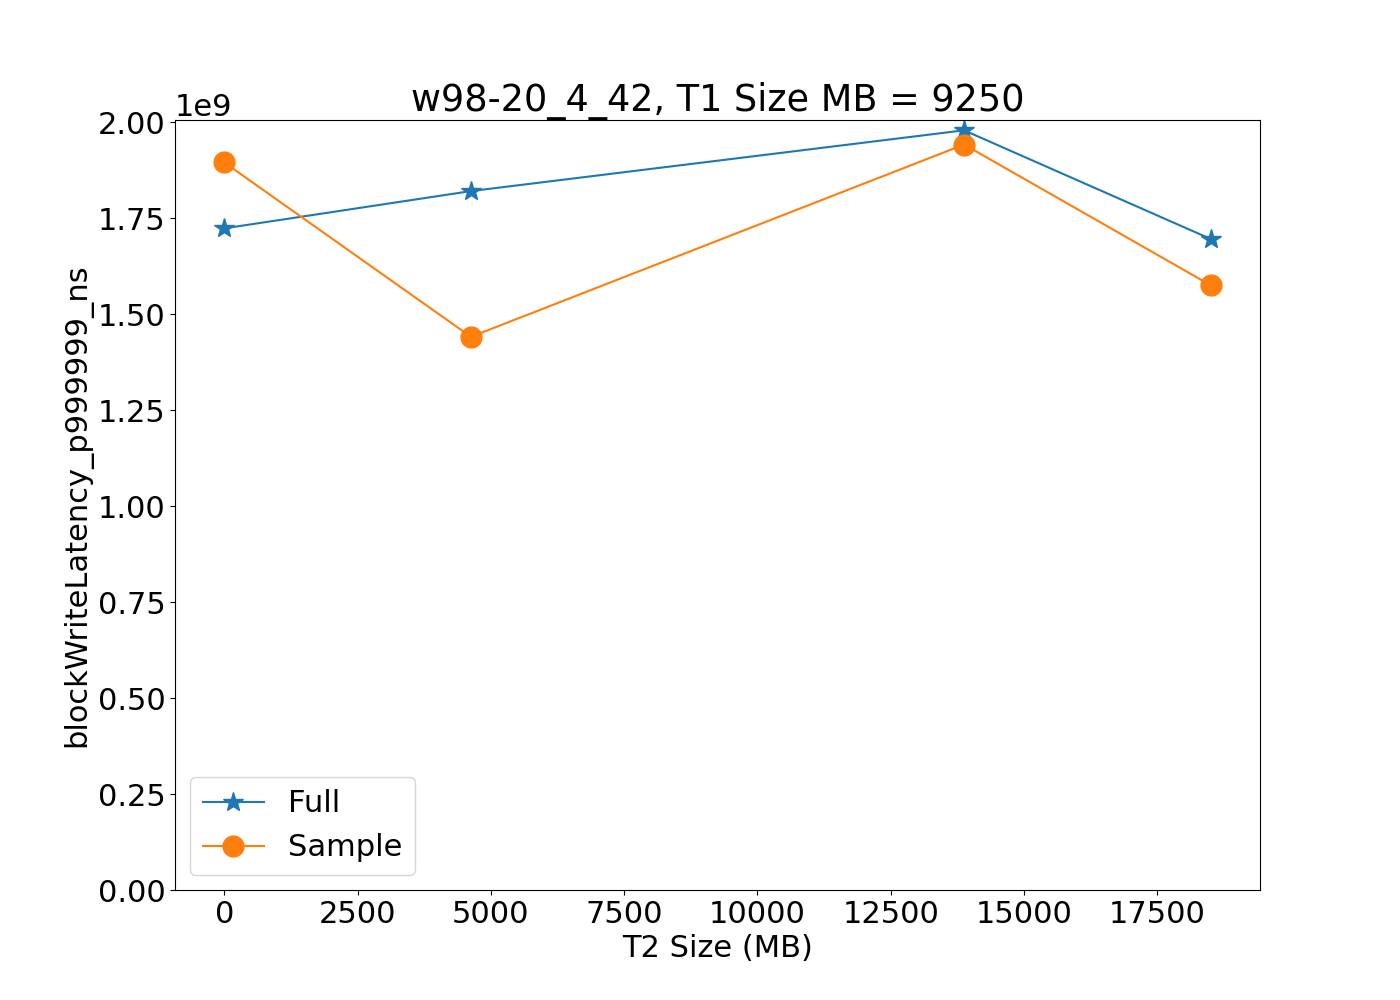 w98-20_4_42, T1 Size MB = 9250
1e9
2.00
1.75
1.50
1.25
1.00
0.75
0.50
0.25
0.00
blockWriteLatency_p999999_ns
Full
Sample
0 2500 5000 7500 10000 12500 15000 17500
T2 Size (MB)